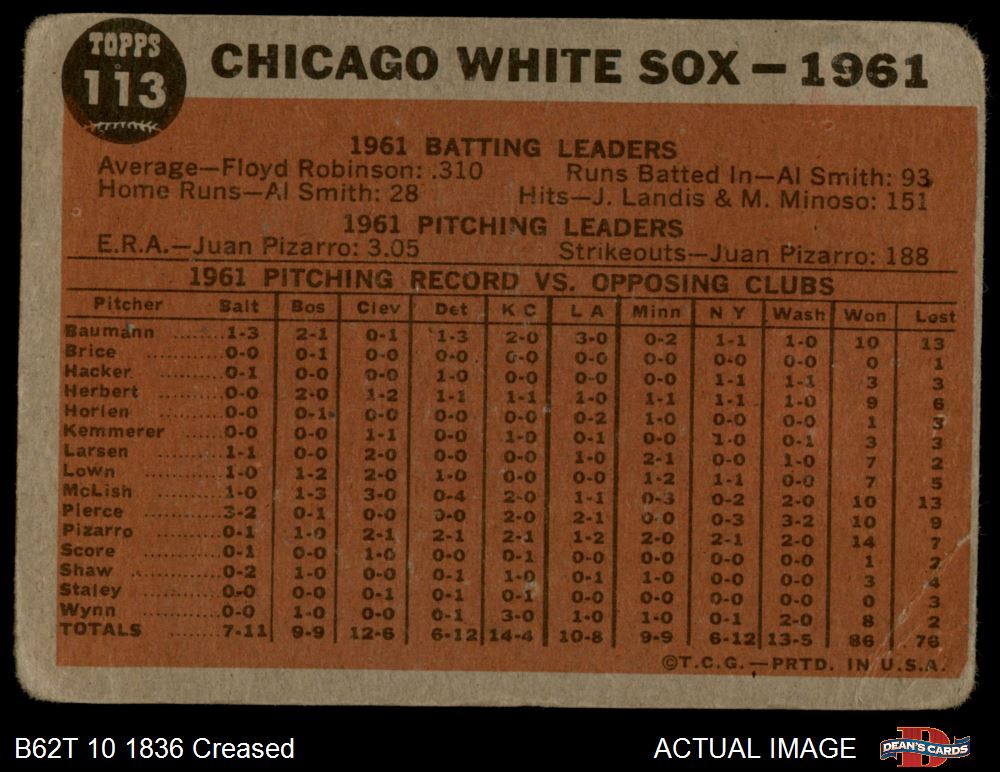 TOPPS
113
CHICAGO WHITE SOX — 1961
1961 BATTING LEADERS
Average—Floyd Robinson: .310 Runs Batted In—Al Smith: 93
Home Runs—Al Smith: 28 Hits—J. Landis & M. Minoso: 151
1961 PITCHING LEADERS
E.R.A.—Juan Pizarro: 3.05 Strikeouts—Juan Pizarro: 188
1961 PITCHING RECORD VS. OPPOSING CLUBS
Pitcher Balt Bos Clev Det K C L A Minn N Y Wash Won Lost
Baumann ........1-3 2-1 0-1 1-3 2-0 3-0 0-2 1-1 1-0 10 13
Brice ............0-0 0-1 0-0 0-0 0-0 0-0 0-0 0-0 0-0 0 1
Hacker ..........0-1 0-0 0-0 1-0 0-0 0-0 0-0 1-1 1-1 3 3
Herbert ..........0-0 2-0 1-2 1-1 1-1 1-0 1-1 1-1 1-0 9 6
Horlen ..........0-0 0-1 0-0 0-0 0-0 0-2 1-0 0-0 0-0 1 3
Kemmerer ......0-0 0-0 1-1 0-0 1-0 0-1 0-0 1-0 0-1 3 3
Larsen ..........1-1 0-0 2-0 0-0 0-0 1-0 2-1 0-0 1-0 7 2
Lown ............1-0 1-2 2-0 1-0 0-0 0-0 1-2 1-1 0-0 7 5
McLish ..........1-0 1-3 3-0 0-4 2-0 1-1 0-3 0-2 2-0 10 13
Pierce ..........3-2 0-1 0-0 0-0 2-0 2-1 0-0 0-3 3-2 10 9
Pizarro ..........0-1 1-0 2-1 2-1 2-1 1-2 2-0 2-1 2-0 14 7
Score ............0-1 0-0 1-0 0-0 0-1 0-0 0-0 0-0 0-0 1 2
Shaw ............0-2 1-0 0-0 0-1 1-0 0-1 1-0 0-0 0-0 3 4
Staley ..........0-0 0-0 0-1 0-1 0-1 0-0 0-0 0-0 0-0 0 3
Wynn ............0-0 1-0 0-0 0-1 3-0 1-0 1-0 0-1 2-0 8 2
TOTALS ........7-11 9-9 12-6 6-12 14-4 10-8 9-9 6-12 13-5 86 76
©T.C.G.—PRTD. IN U.S.A.
B62T 10 1836 Creased ACTUAL IMAGE DEAN'S CARDS